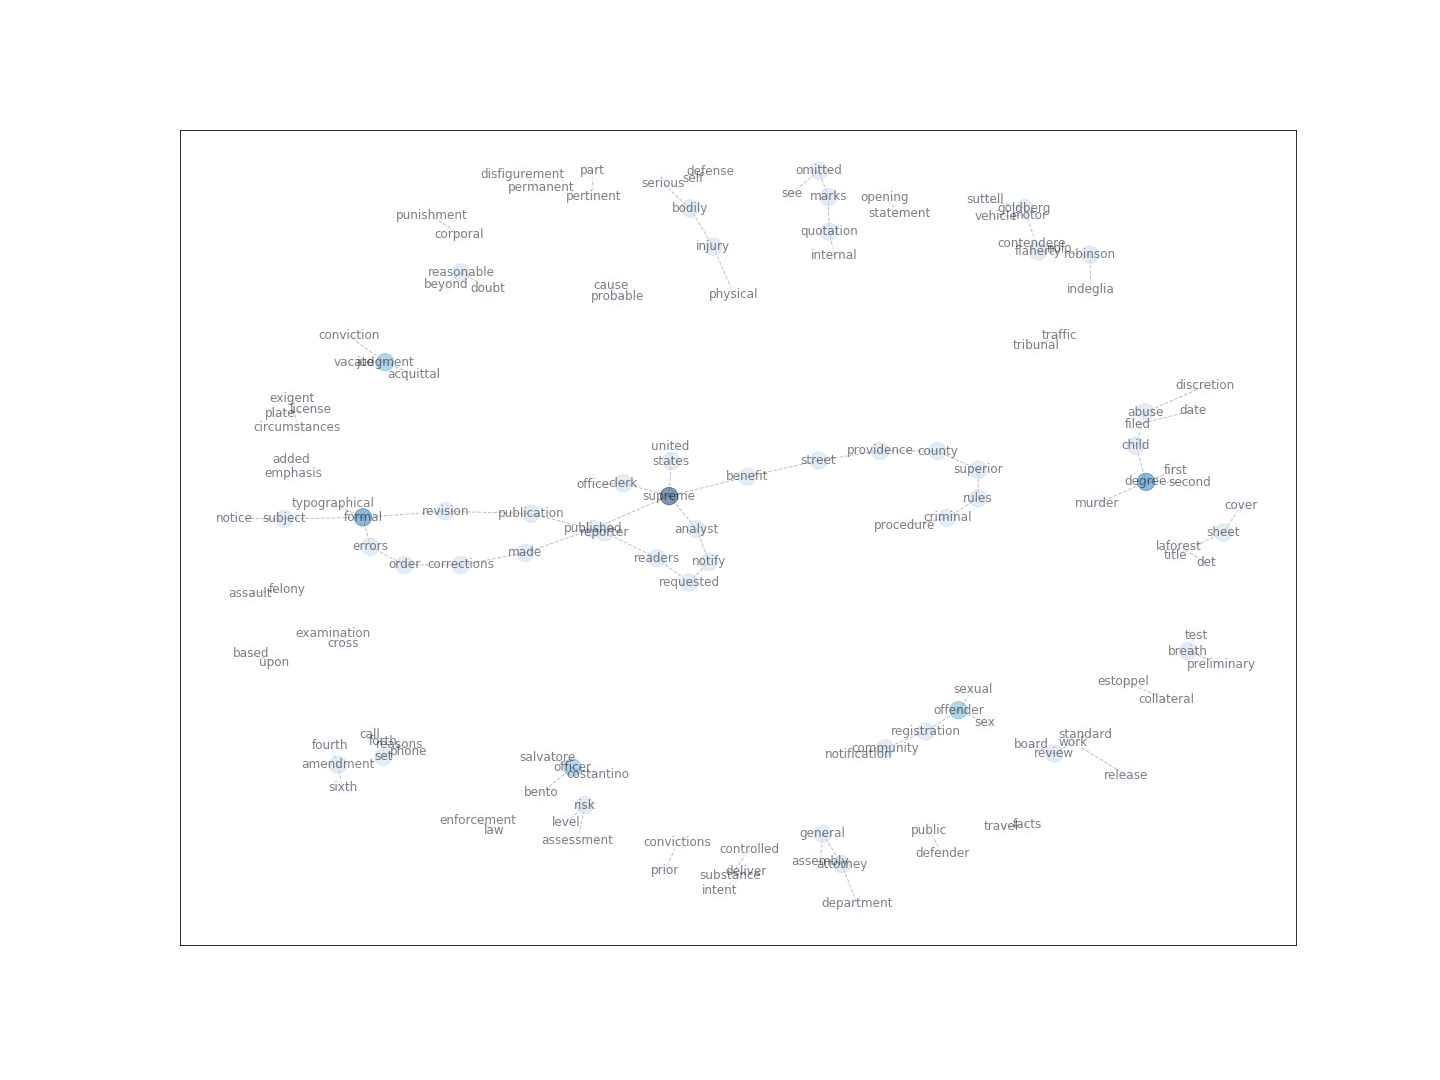 disfigurement
permanent
part
pertinent
defense
self
serious
bodily
injury
physical
omitted
see
marks
quotation
internal
opening
statement
suttell
goldberg
vehicle
motor
contendere
nolo
flaherty
robinson
indeglia
punishment
corporal
reasonable
beyond
doubt
cause
probable
traffic
tribunal
conviction
vacate
judgment
acquittal
exigent
license
plate
circumstances
added
emphasis
discretion
abuse
date
filed
child
first
degree
second
murder
cover
sheet
laforest
title
det
united
states
office
clerk
supreme
benefit
street
providence
county
superior
rules
criminal
procedure
typographical
notice
subject
formal
revision
publication
published
reporter
analyst
errors
order
corrections
made
readers
notify
requested
assault
felony
examination
cross
based
upon
test
breath
preliminary
estoppel
collateral
sexual
offender
sex
registration
community
notification
standard
board
work
review
release
call
forth
reasons
phone
set
fourth
amendment
sixth
salvatore
officer
costantino
bento
risk
level
assessment
enforcement
law
convictions
prior
controlled
deliver
substance
intent
general
assembly
attorney
department
public
defender
travel
facts